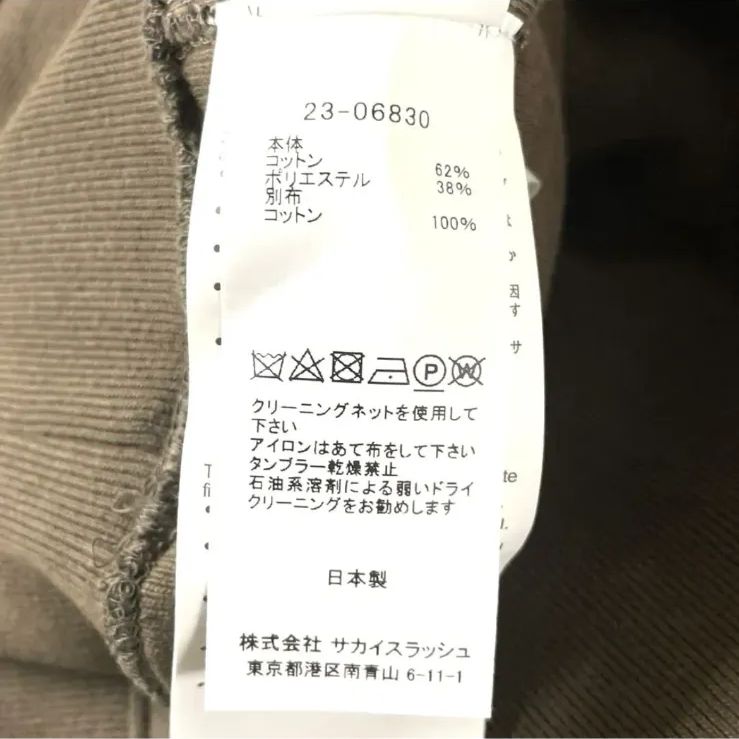 23-06830
本体
コットン 62%
ポリエステル 38%
別布
コットン 100%
P W
クリーニングネットを使用して
下さい
アイロンはあて布をして下さい
タンブラー乾燥禁止
石油系溶剤による弱いドライ
クリーニングをお勧めします
日本製
株式会社 サカイスラッシュ
東京都港区南青山 6-11-1